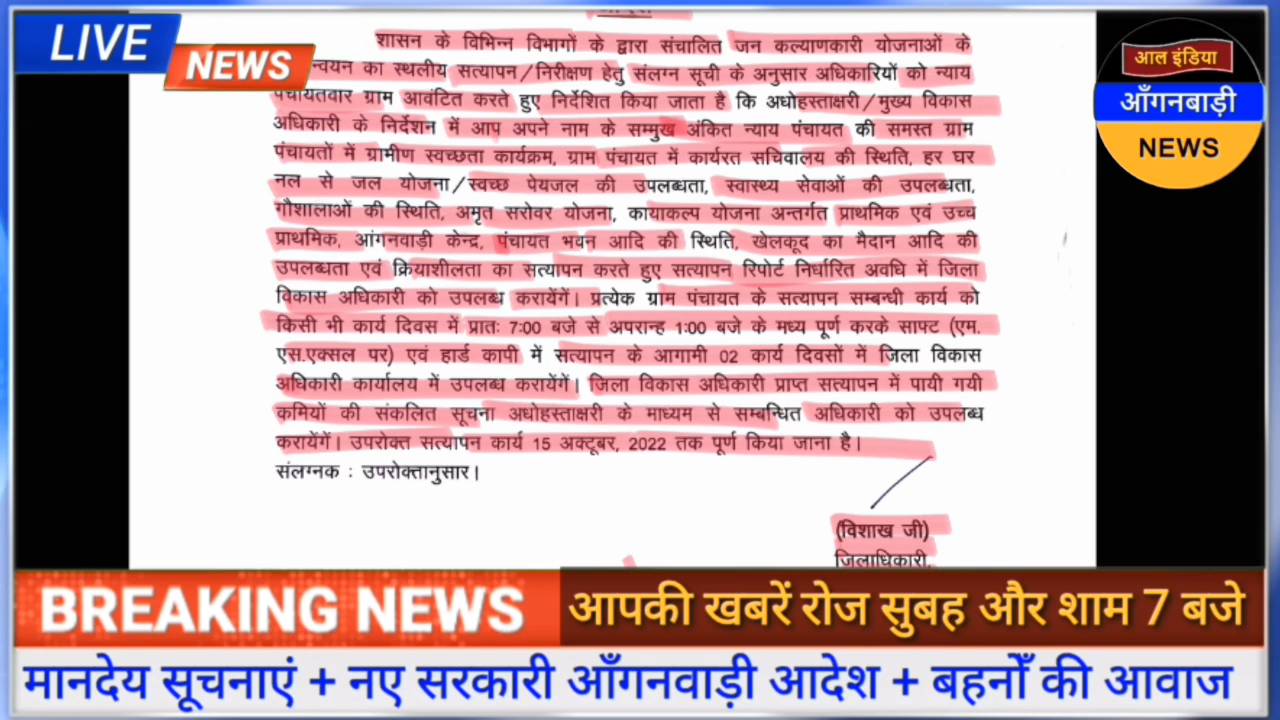 LIVE
NEWS
आल इंडिया
आँगनबाड़ी
NEWS
शासन के विभिन्न विभागों के द्वारा संचालित जन कल्याणकारी योजनाओं के
न्वयन का स्थलीय सत्यापन/निरीक्षण हेतु संलग्न सूची के अनुसार अधिकारियों को न्याय
पंचायतवार ग्राम आवंटित करते हुए निर्देशित किया जाता है कि अधोहस्ताक्षरी/मुख्य विकास
अधिकारी के निर्देशन में आप अपने नाम के सम्मुख अंकित न्याय पंचायत की समस्त ग्राम
पंचायतों में ग्रामीण स्वच्छता कार्यक्रम, ग्राम पंचायत में कार्यरत सचिवालय की स्थिति, हर घर
नल से जल योजना/स्वच्छ पेयजल की उपलब्धता, स्वास्थ्य सेवाओं की उपलब्धता,
गौशालाओं की स्थिति, अमृत सरोवर योजना, कायाकल्प योजना अन्तर्गत प्राथमिक एवं उच्च
प्राथमिक, आंगनवाड़ी केन्द्र, पंचायत भवन आदि की स्थिति, खेलकूद का मैदान आदि की
उपलब्धता एवं क्रियाशीलता का सत्यापन करते हुए सत्यापन रिपोर्ट निर्धारित अवधि में जिला
विकास अधिकारी को उपलब्ध करायेंगें। प्रत्येक ग्राम पंचायत के सत्यापन सम्बन्धी कार्य को
किसी भी कार्य दिवस में प्रातः 7:00 बजे से अपरान्ह 1:00 बजे के मध्य पूर्ण करके साफ्ट (एम.
एस.एक्सल पर) एवं हार्ड कापी में सत्यापन के आगामी 02 कार्य दिवसों में जिला विकास
अधिकारी कार्यालय में उपलब्ध करायेंगें। जिला विकास अधिकारी प्राप्त सत्यापन में पायी गयी
कमियों की संकलित सूचना अधोहस्ताक्षरी के माध्यम से सम्बन्धित अधिकारी को उपलब्ध
करायेंगें। उपरोक्त सत्यापन कार्य 15 अक्टूबर, 2022 तक पूर्ण किया जाना है।
संलग्नक : उपरोक्तानुसार।
(विशाख जी)
जिलाधिकारी,
BREAKING NEWS
आपकी खबरें रोज सुबह और शाम 7 बजे
मानदेय सूचनाएं + नए सरकारी आँगनवाड़ी आदेश + बहनोँ की आवाज